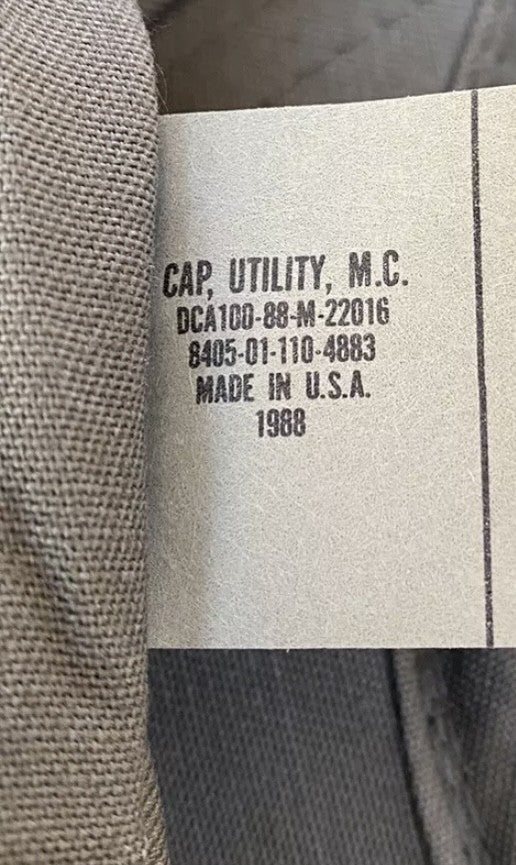 CAP, UTILITY, M.C.
DCA100-88-M-22016
8405-01-110-4883
MADE IN U.S.A.
1988